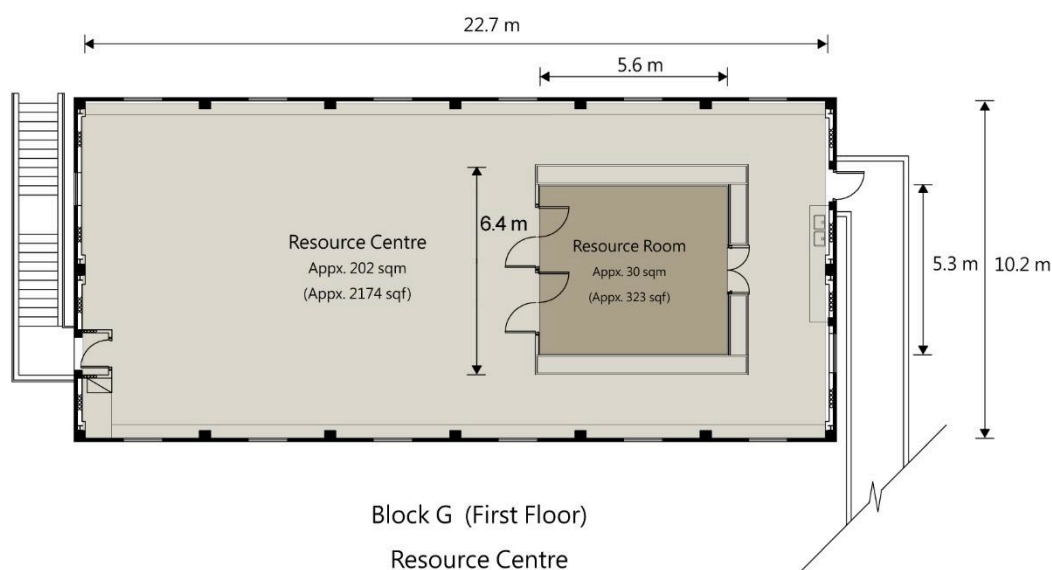 22.7 m
5.6 m
6.4 m
Resource Centre
Appx. 202 sqm
(Appx. 2174 sqf)
Resource Room
Appx. 30 sqm
(Appx. 323 sqf)
5.3 m
10.2 m
Block G (First Floor)
Resource Centre